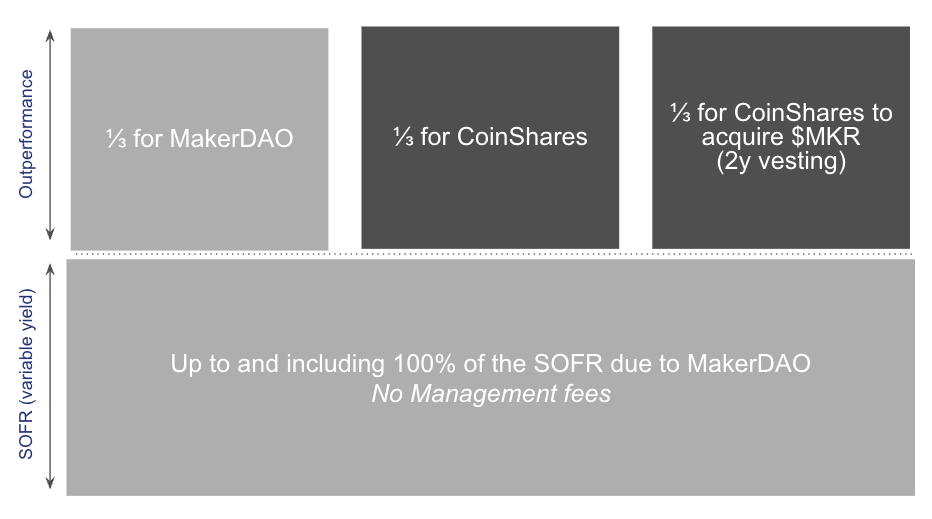 Outperformance
⅓ for MakerDAO
⅓ for CoinShares
⅓ for CoinShares to
acquire $MKR
(2y vesting)
SOFR (variable yield)
Up to and including 100% of the SOFR due to MakerDAO
No Management fees